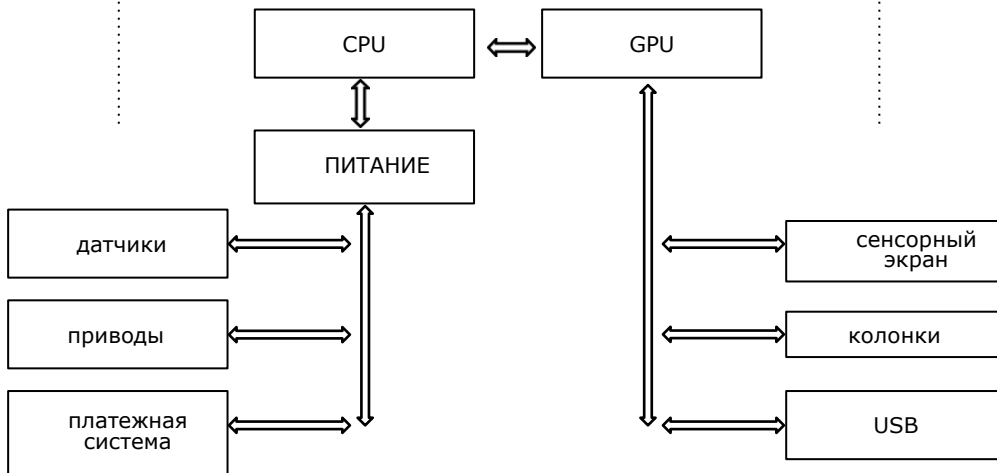 CPU
GPU
ПИТАНИЕ
датчики
сенсорный
экран
приводы
колонки
платежная
система
USB